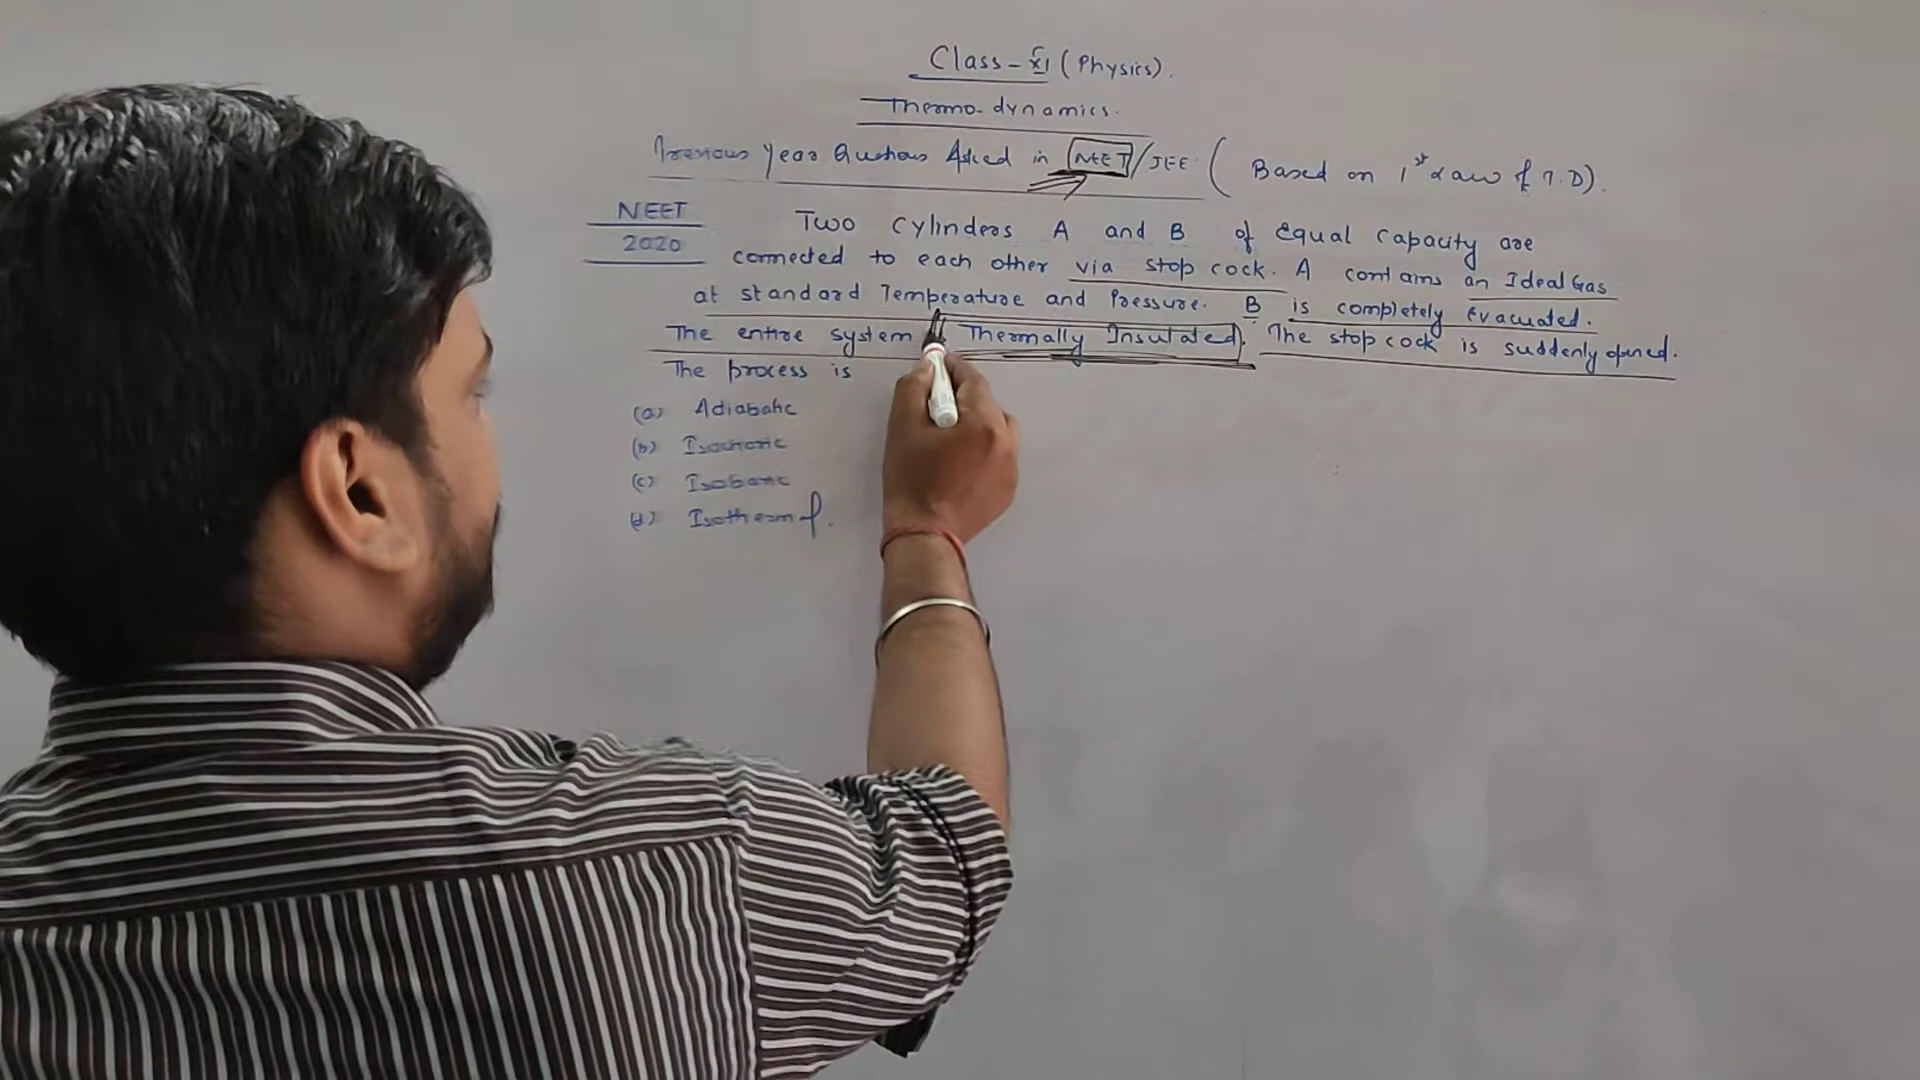 Class - XI (Physics).
Thermo-dynamics.
Previous Year Questions Asked in NEET/JEE ( Based on 1st Law of T.D).
NEET
2020
Two cylinders A and B of equal capacity are
connected to each other via stop cock. A contains an Ideal Gas
at standard Temperature and Pressure. B is completely evacuated.
The entire system Thermally Insulated. The stop cock is suddenly opened.
The process is
(a) Adiabatic
(b) Isochoric
(c) Isobaric
(d) Isothermal.